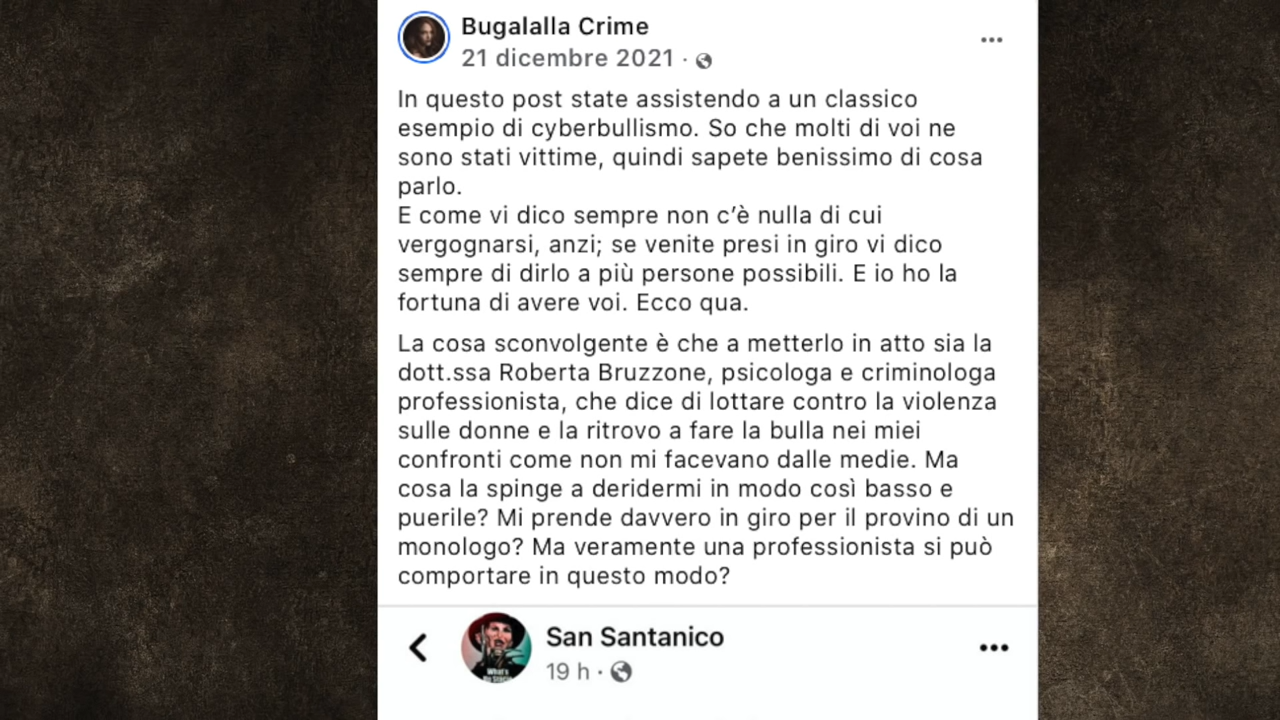 Bugalalla Crime
21 dicembre 2021 ·
In questo post state assistendo a un classico
esempio di cyberbullismo. So che molti di voi ne
sono stati vittime, quindi sapete benissimo di cosa
parlo.
E come vi dico sempre non c’è nulla di cui
vergognarsi, anzi; se venite presi in giro vi dico
sempre di dirlo a più persone possibili. E io ho la
fortuna di avere voi. Ecco qua.
La cosa sconvolgente è che a metterlo in atto sia la
dott.ssa Roberta Bruzzone, psicologa e criminologa
professionista, che dice di lottare contro la violenza
sulle donne e la ritrovo a fare la bulla nei miei
confronti come non mi facevano dalle medie. Ma
cosa la spinge a deridermi in modo così basso e
puerile? Mi prende davvero in giro per il provino di un
monologo? Ma veramente una professionista si può
comportare in questo modo?
San Santanico
19 h ·
What's